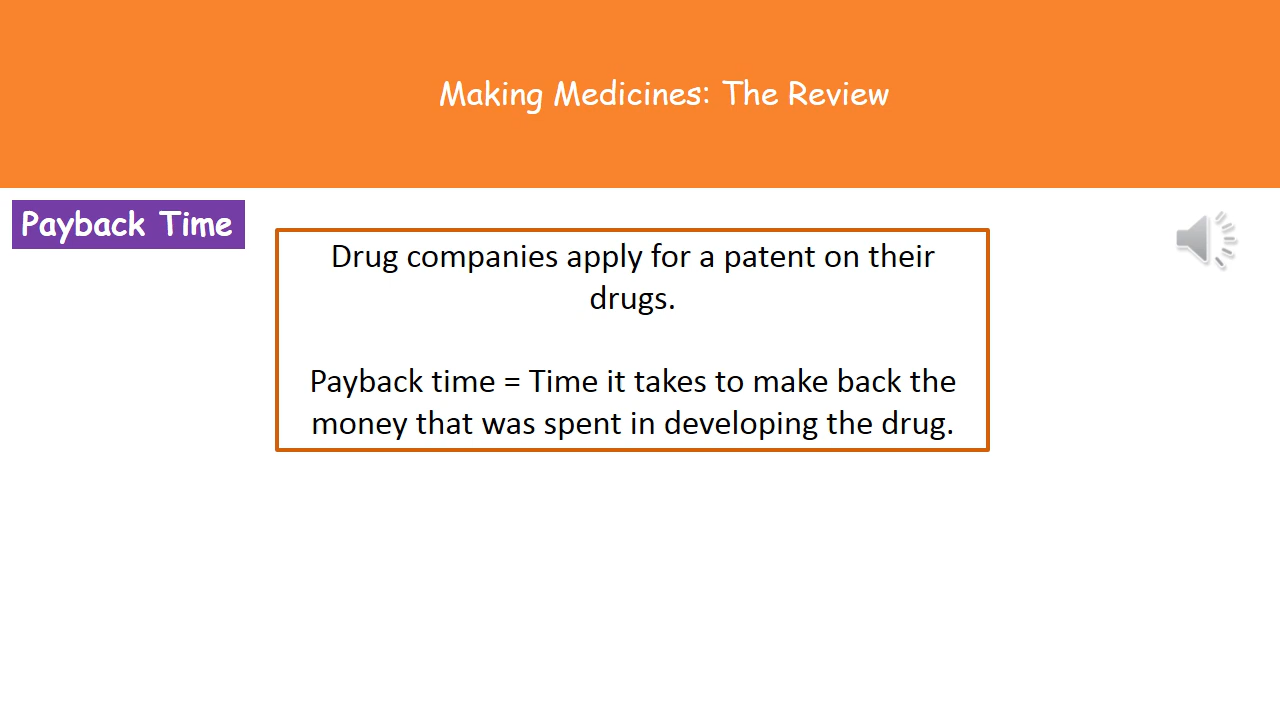 Making Medicines: The Review
Payback Time
Drug companies apply for a patent on their
drugs.
Payback time = Time it takes to make back the
money that was spent in developing the drug.